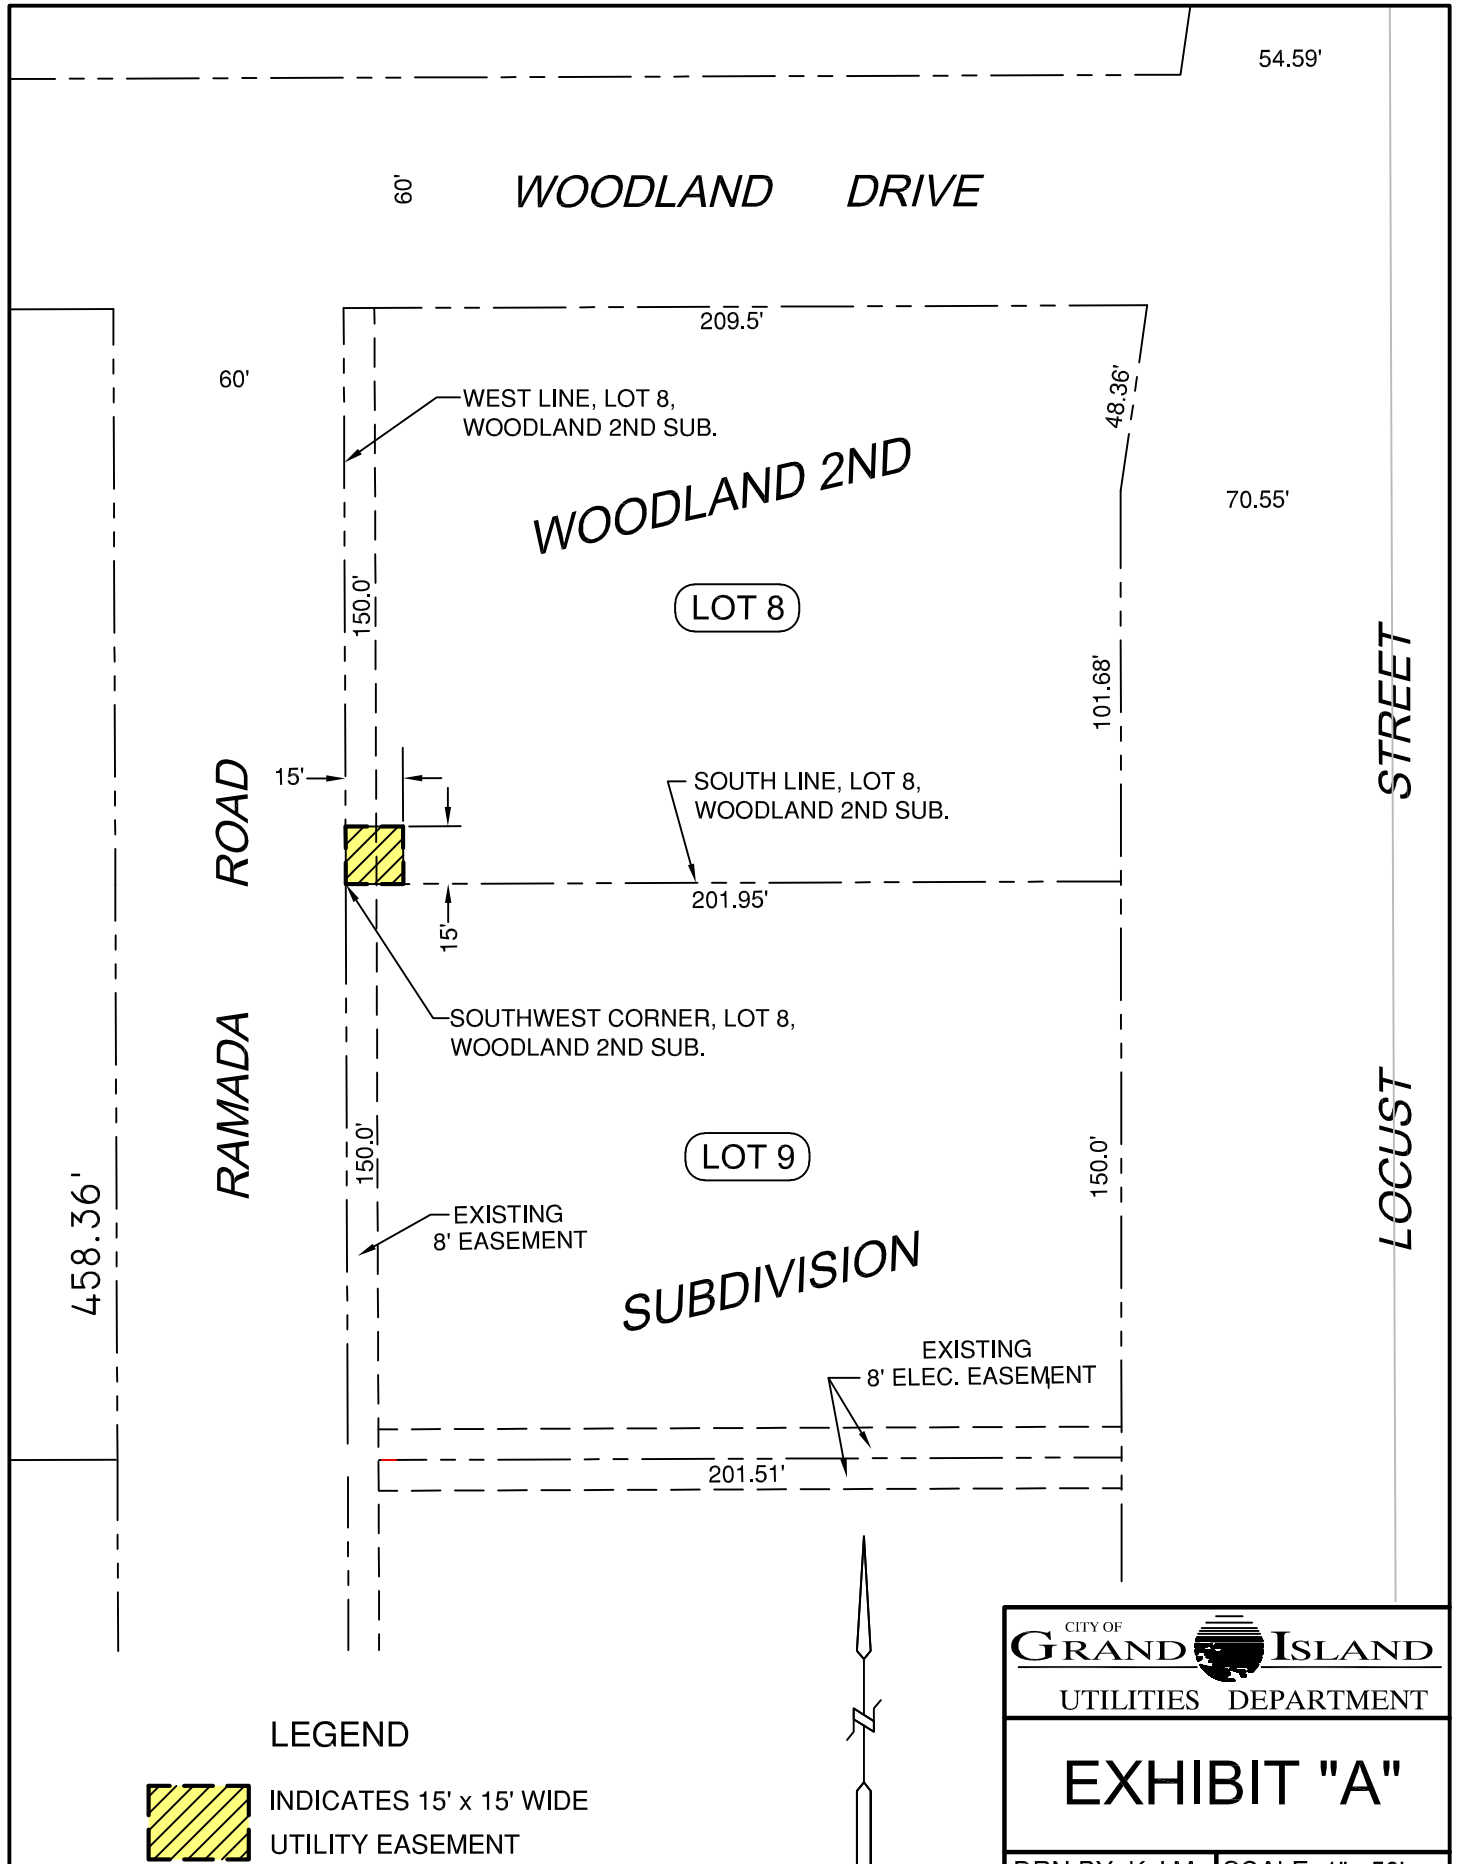 54.59'
60'
WOODLAND DRIVE
209.5'
60'
WEST LINE, LOT 8,
WOODLAND 2ND SUB.
48.36'
WOODLAND 2ND
70.55'
150.0'
LOT 8
101.68'
STREET
ROAD
15'
SOUTH LINE, LOT 8,
WOODLAND 2ND SUB.
201.95'
15'
SOUTHWEST CORNER, LOT 8,
WOODLAND 2ND SUB.
RAMADA
LOCUST
150.0'
LOT 9
150.0'
458.36'
EXISTING
8' EASEMENT
SUBDIVISION
EXISTING
8' ELEC. EASEMENT
201.51'
CITY OF
GRAND ISLAND
UTILITIES DEPARTMENT
LEGEND
EXHIBIT "A"
INDICATES 15' x 15' WIDE
UTILITY EASEMENT